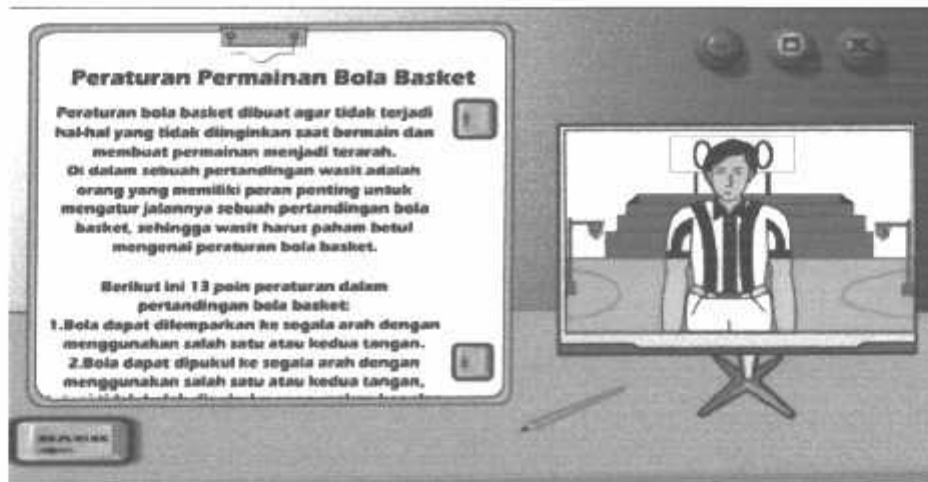 Peraturan Permainan Bola Basket
Peraturan bola basket dibuat agar tidak terjadi
hal-hal yang tidak diinginkan saat bermain dan
membuat permainan menjadi terarah.
Di dalam sebuah pertandingan wasit adalah
orang yang memiliki peran penting untuk
mengatur jalannya sebuah pertandingan bola
basket, sehingga wasit harus paham betul
mengenai peraturan bola basket.
Berikut ini 13 poin peraturan dalam
pertandingan bola basket:
1.Bola dapat dilemparkan ke segala arah dengan
menggunakan salah satu atau kedua tangan.
2.Bola dapat dipukul ke segala arah dengan
menggunakan salah satu atau kedua tangan,
BACK